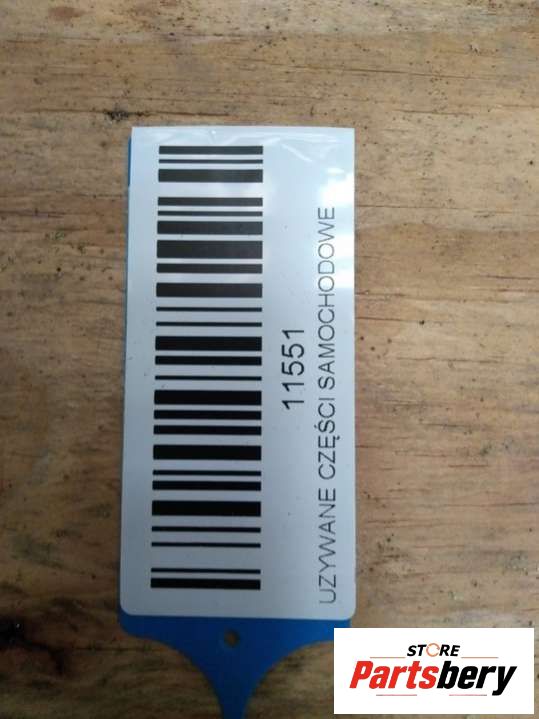 11551
UZYWANE CZĘŚCI SAMOCHODOWE
STORE
Partsbery